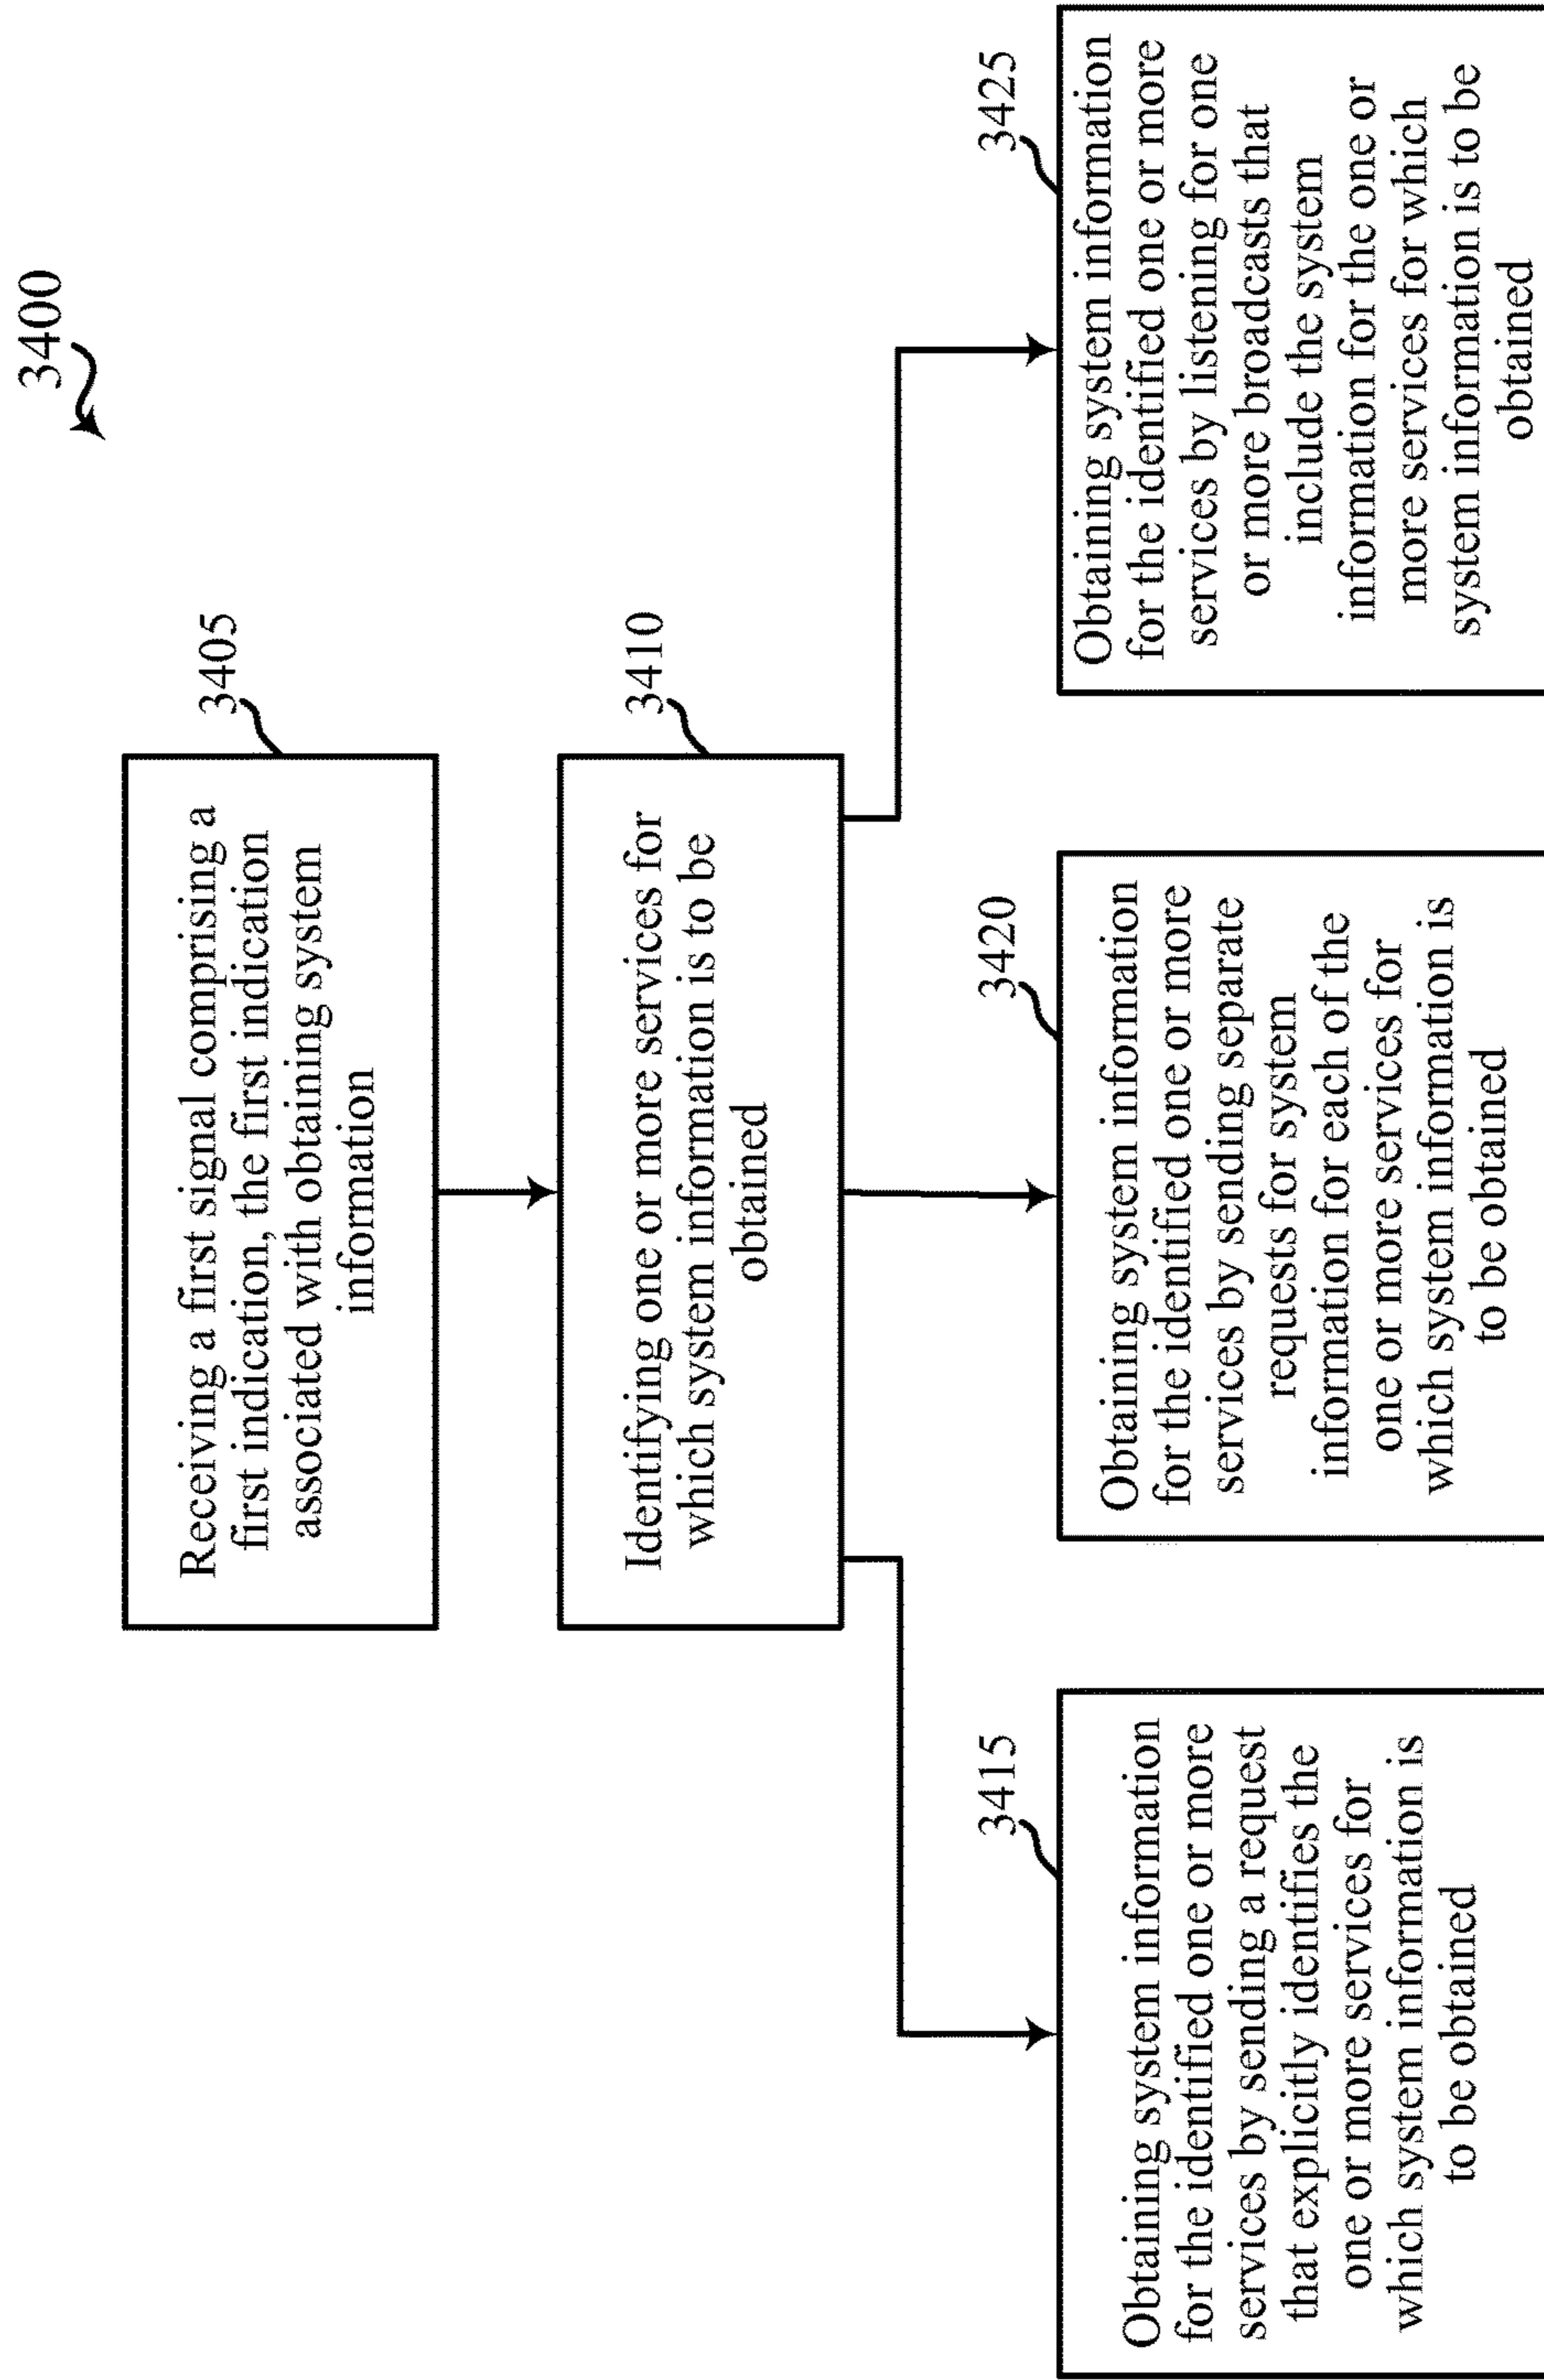 3400
3405
Receiving a first signal comprising a
first indication, the first indication
associated with obtaining system
information
3410
Identifying one or more services for
which system information is to be
obtained
3415
Obtaining system information
for the identified one or more
services by sending a request
that explicitly identifies the
one or more services for
which system information is
to be obtained
3420
Obtaining system information
for the identified one or more
services by sending separate
requests for system
information for each of the
one or more services for
which system information is
to be obtained
3425
Obtaining system information
for the identified one or more
services by listening for one
or more broadcasts that
include the system
information for the one or
more services for which
system information is to be
obtained